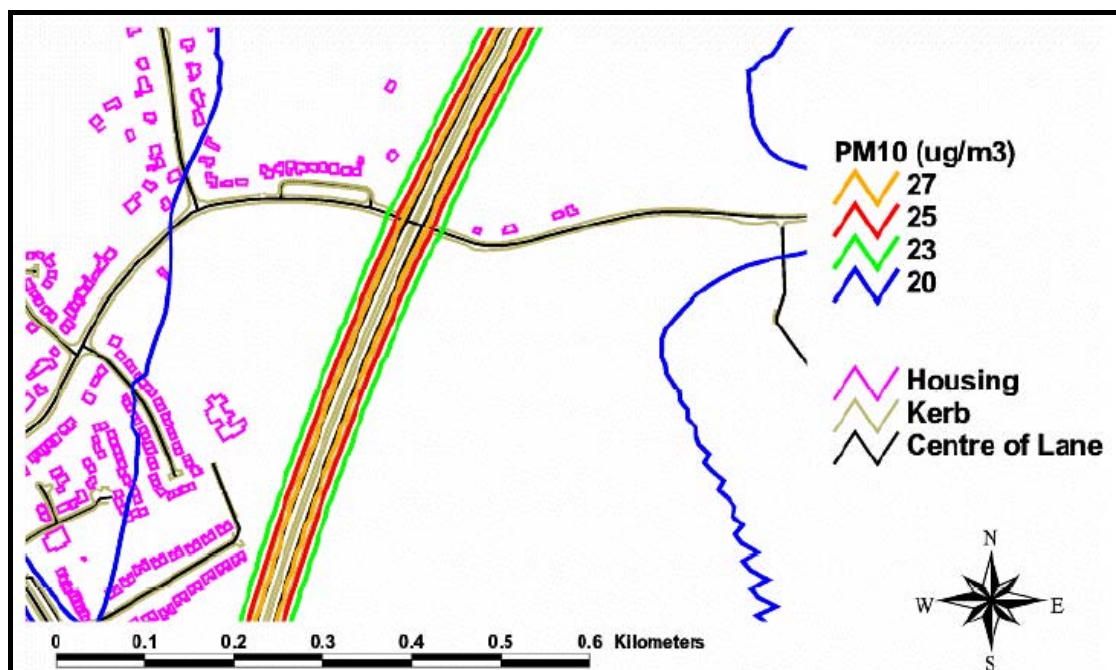 PM10 (ug/m3)
27
25
23
20
Housing
Kerb
Centre of Lane
N
W E
S
0 0.1 0.2 0.3 0.4 0.5 0.6 Kilometers